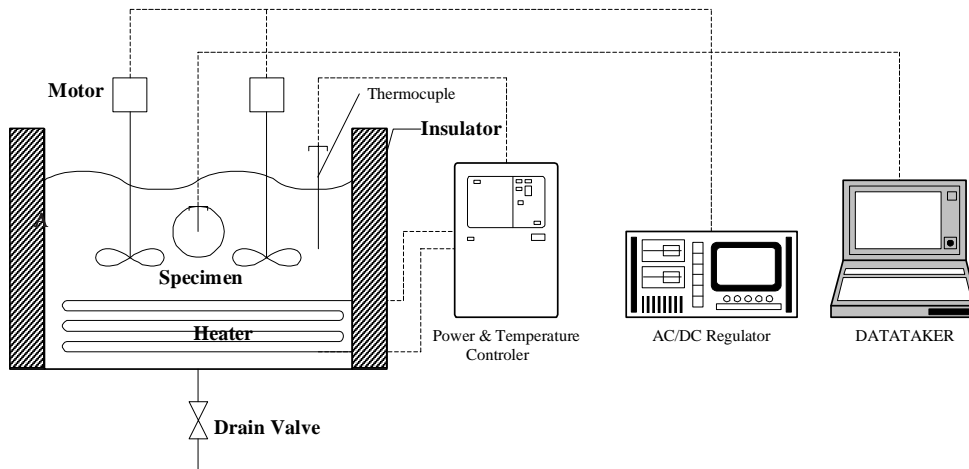 Motor
Thermocuple
Insulator
Specimen
Heater
Power & Temperature
Controler
AC/DC Regulator
DATATAKER
Drain Valve